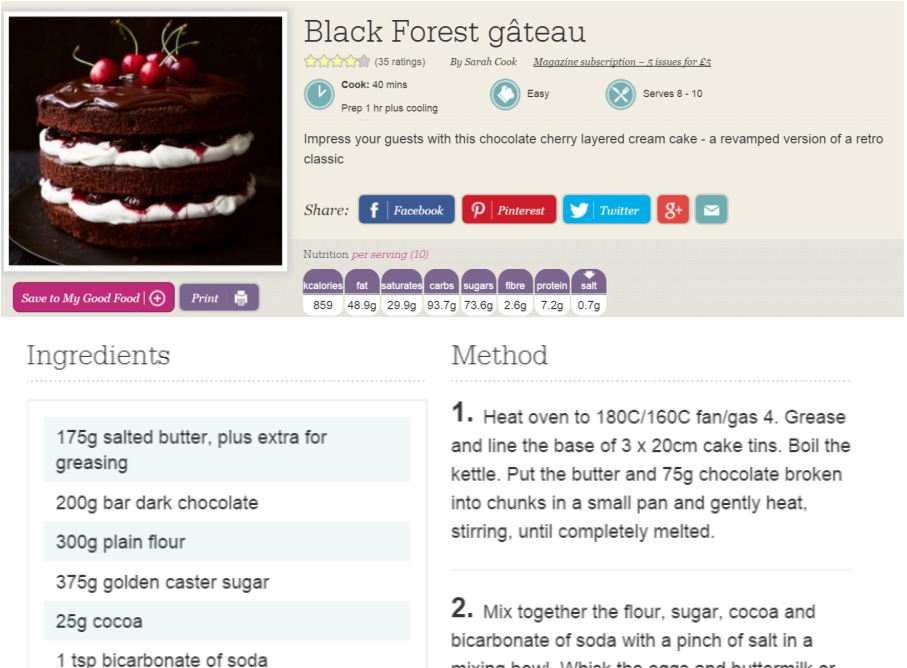 Black Forest gâteau
(35 ratings) By Sarah Cook Magazine subscription – 5 issues for £5
Cook: 40 mins
Prep 1 hr plus cooling
Easy
Serves 8 - 10
Impress your guests with this chocolate cherry layered cream cake - a revamped version of a retro
classic
Share: f Facebook Pinterest Twitter g+
Nutrition per serving (10)
kcalories fat saturates carbs sugars fibre protein salt
859 48.9g 29.9g 93.7g 73.6g 2.6g 7.2g 0.7g
Save to My Good Food
Print
Ingredients
175g salted butter, plus extra for
greasing
200g bar dark chocolate
300g plain flour
375g golden caster sugar
25g cocoa
1 tsp bicarbonate of soda
Method
1. Heat oven to 180C/160C fan/gas 4. Grease
and line the base of 3 x 20cm cake tins. Boil the
kettle. Put the butter and 75g chocolate broken
into chunks in a small pan and gently heat,
stirring, until completely melted.
2. Mix together the flour, sugar, cocoa and
bicarbonate of soda with a pinch of salt in a
mixing bowl. Whisk the eggs and buttermilk or